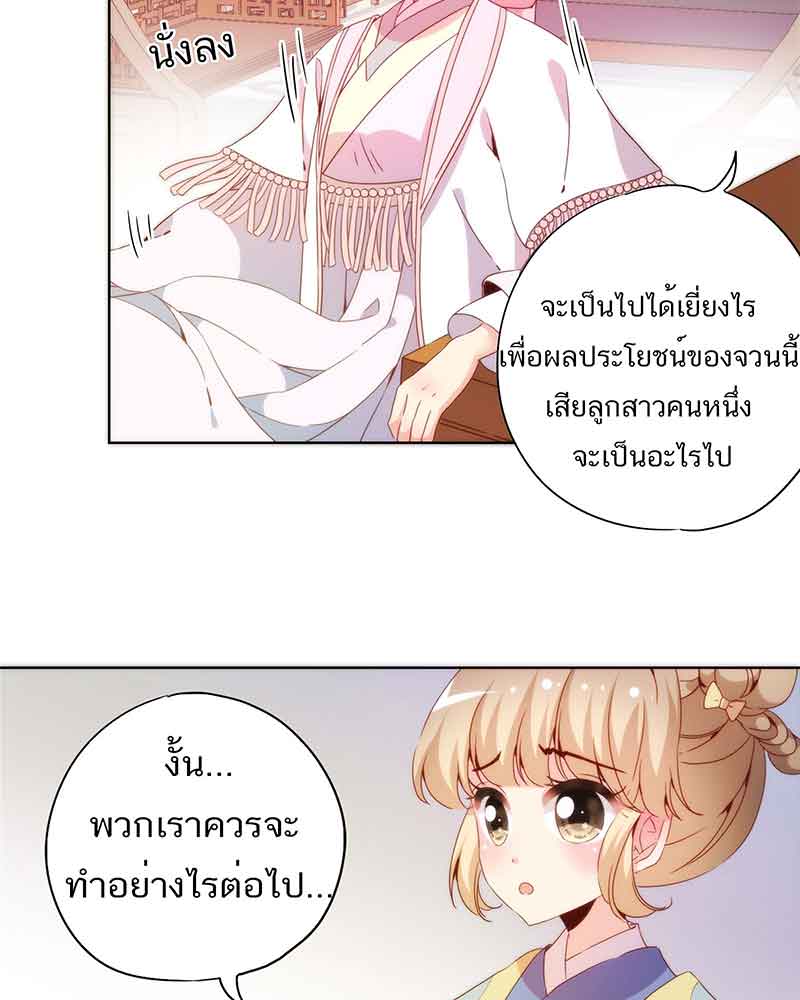 นั่งลง
จะเป็นไปได้เยี่ยงไร
เพื่อผลประโยชน์ของจวนนี้
เสียลูกสาวคนหนึ่ง
จะเป็นอะไรไป
งั้น...
พวกเราควรจะ
ทำอย่างไรต่อไป...